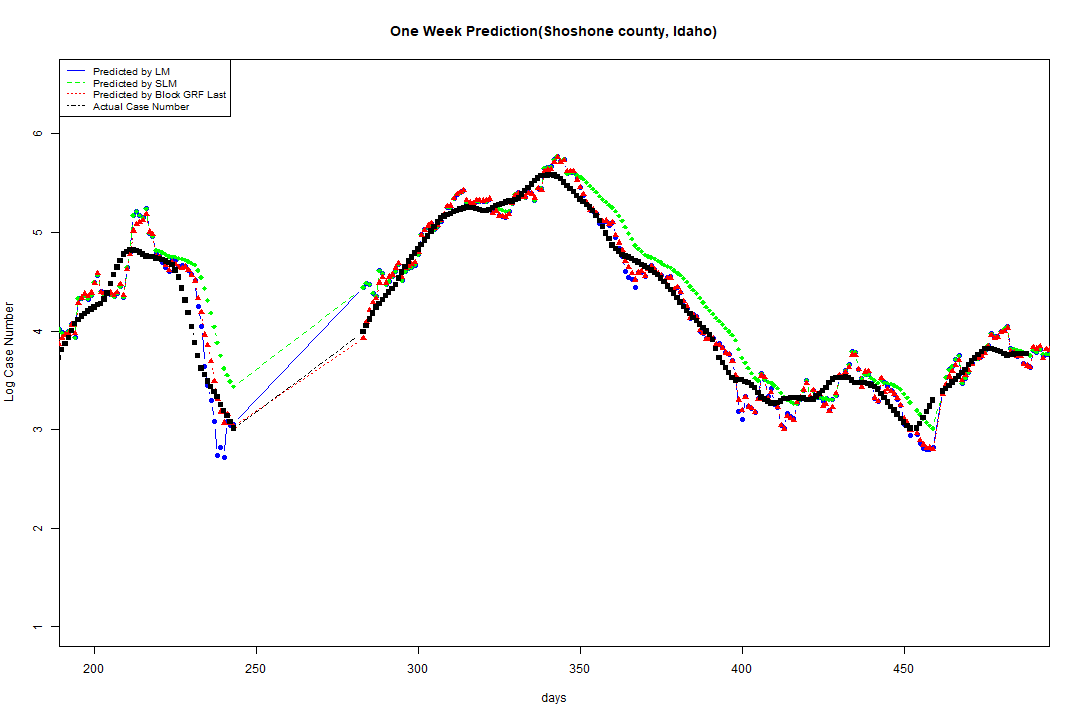 One Week Prediction(Shoshone county, Idaho)
Predicted by LM
Predicted by SLM
Predicted by Block GRF Last
Actual Case Number
6
5
4
3
2
1
Log Case Number
200 250 300 350 400 450
days